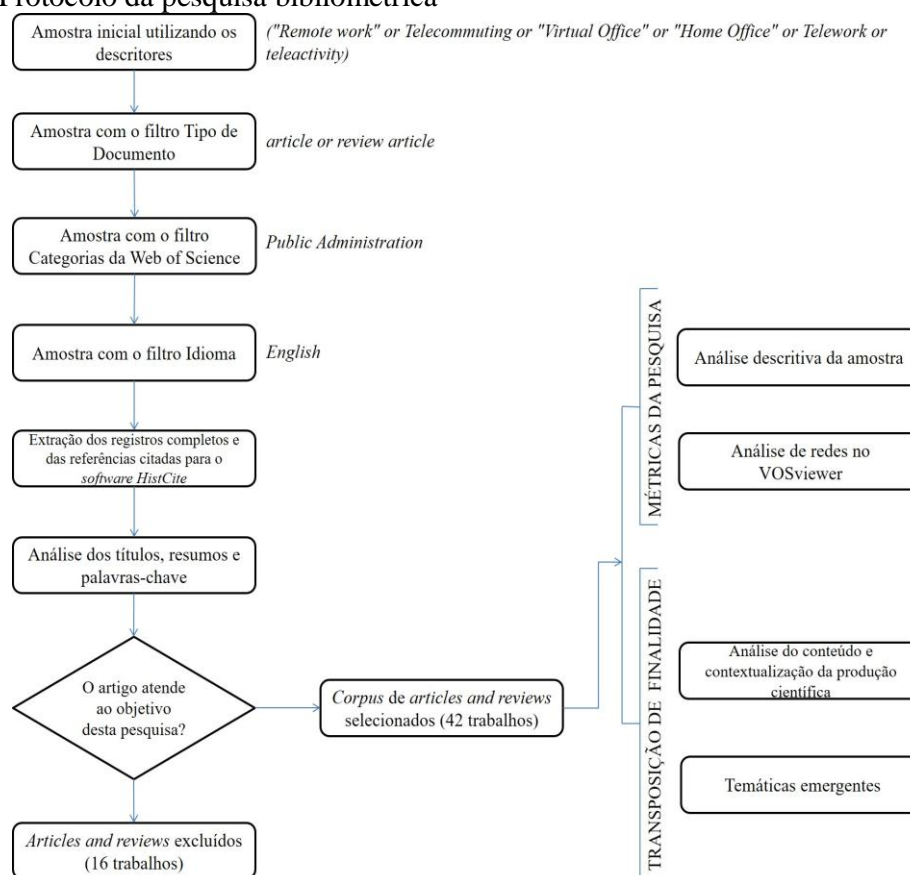 Protocolo da pesquisa bibliométrica
Amostra inicial utilizando os
descritores
("Remote work" or Telecommuting or "Virtual Office" or "Home Office" or Telework or
teleactivity)
Amostra com o filtro Tipo de
Documento
article or review article
Amostra com o filtro
Categorias da Web of Science
Public Administration
Amostra com o filtro Idioma
English
Extração dos registros completos e
das referências citadas para o
software HistCite
Análise dos títulos, resumos e
palavras-chave
O artigo atende
ao objetivo
desta pesquisa?
Articles and reviews excluídos
(16 trabalhos)
Corpus de articles and reviews
selecionados (42 trabalhos)
MÉTRICAS DA PESQUISA
Análise descritiva da amostra
Análise de redes no
VOSviewer
TRANSPOSIÇÃO DE FINALIDADE
Análise do conteúdo e
contextualização da produção
científica
Temáticas emergentes